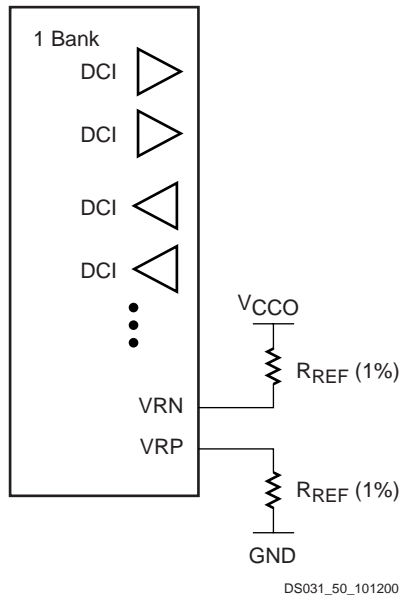 1 Bank
DCI
DCI
DCI
DCI
VCCO
RREF (1%)
VRN
VRP
RREF (1%)
GND
DS031_50_101200